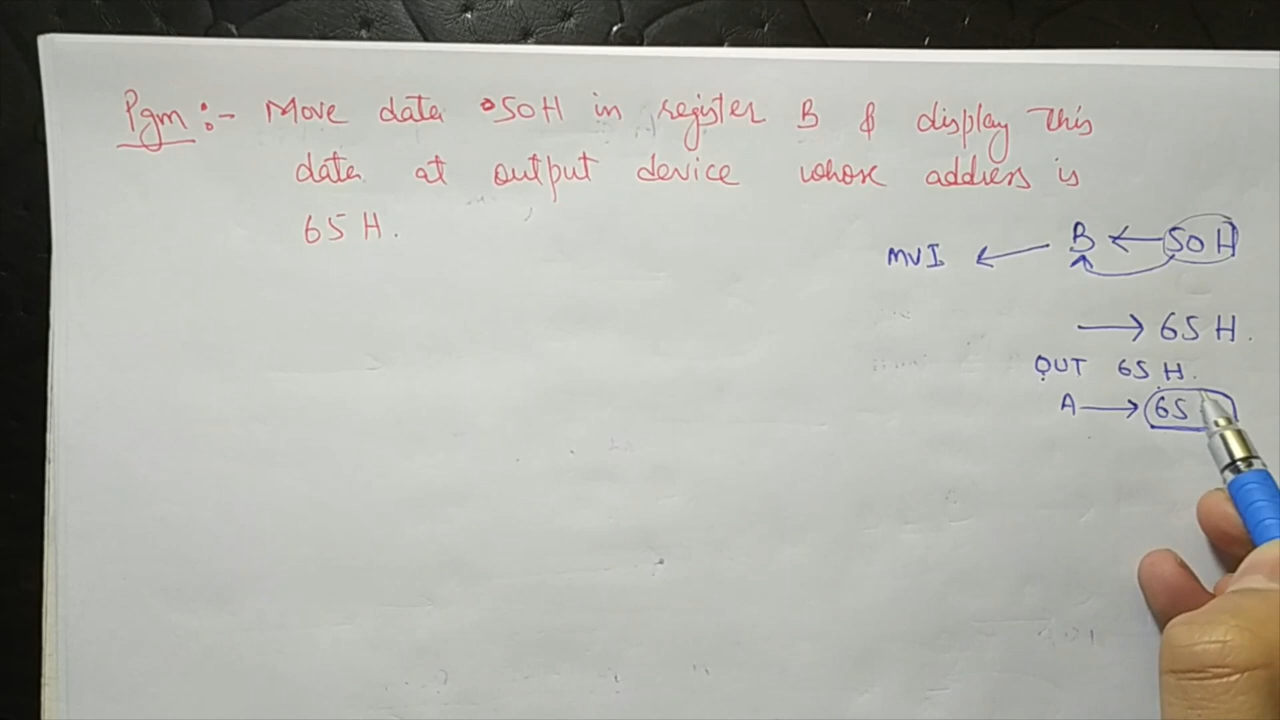 Pgm:- Move data 50H in register B & display this
data at output device whose address is
65 H.
MVI ← B ← 50 H
→ 65 H.
OUT 65 H.
A → 65